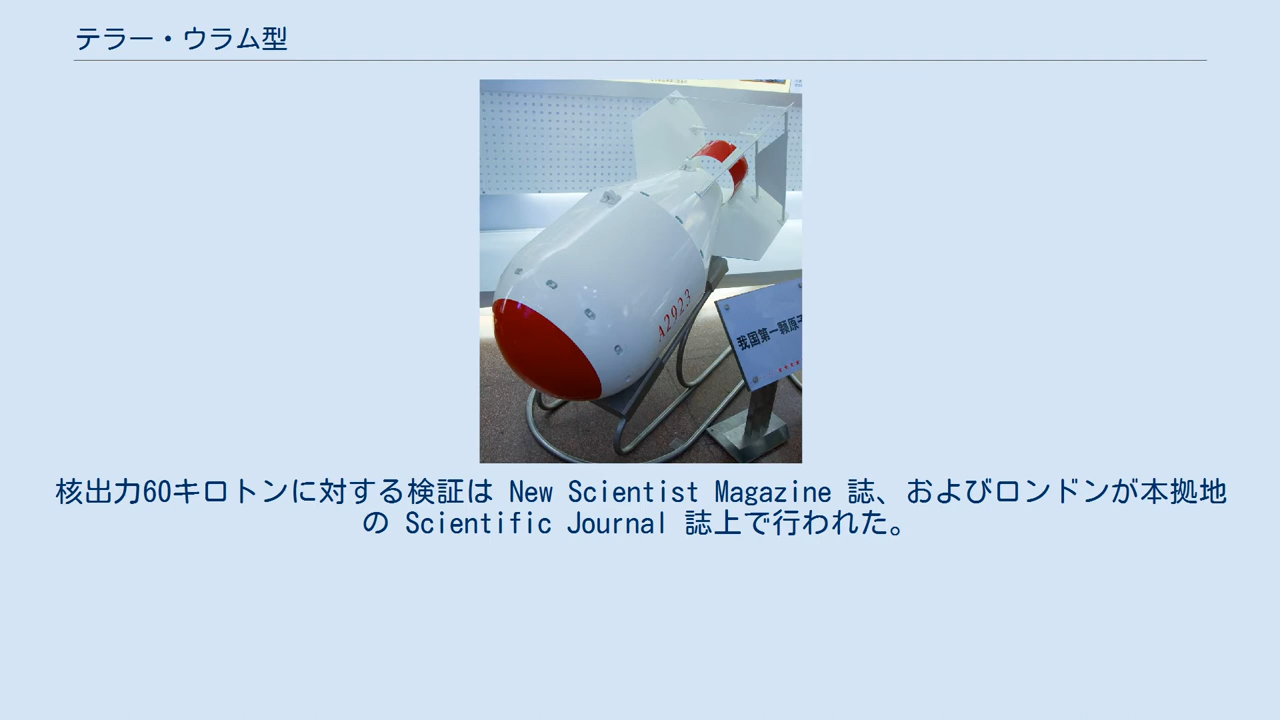 テラー・ウラム型
A2923
我国第一颗原子
核出力60キロトンに対する検証は New Scientist Magazine 誌、およびロンドンが本拠地
の Scientific Journal 誌上で行われた。